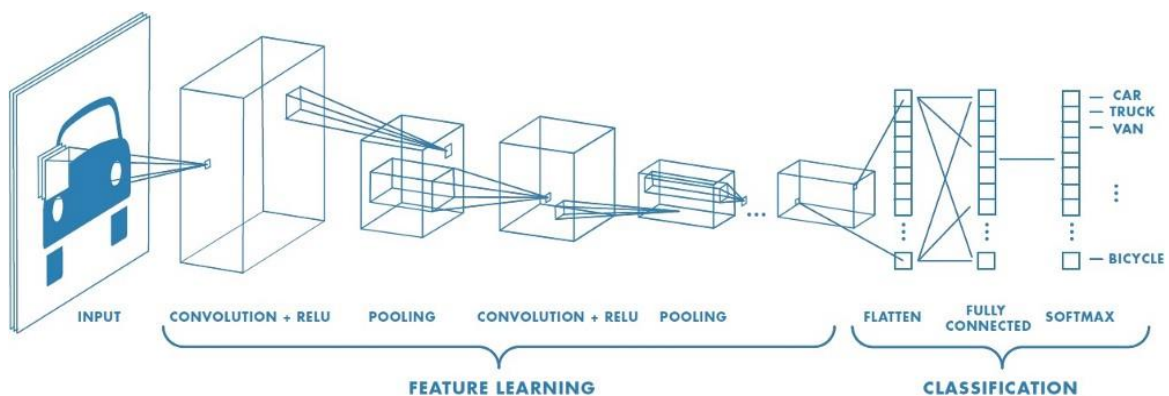 CAR
TRUCK
VAN
BICYCLE
INPUT
CONVOLUTION + RELU
POOLING
CONVOLUTION + RELU
POOLING
FLATTEN
FULLY
CONNECTED
SOFTMAX
FEATURE LEARNING
CLASSIFICATION